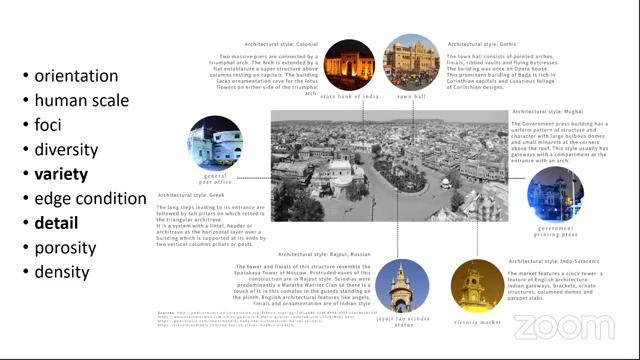 • orientation
• human scale
• foci
• diversity
• variety
• edge condition
• detail
• porosity
• density
Architectural style: Colonial
Two massive piers are connected by a
triumphal arch. The Arch is extended by a
flat entablature a super structure above
columns resting on capitals. The building
lacks ornamentation save for the lotus
flowers on either side of the triumphal
arch.
state bank of india
town hall
Architectural style: Gothic
The town hall consists of pointed arches,
finials, ribbed vaults and flying buttresses.
The building was once an Opera house.
This prominent building of Bada is rich in
Corinthian capitals and Luxurious foliage
of Corinthian designs.
general
post office
Architectural style: Mughal
The Government press building has a
uniform pattern of structure and
character with large bulbous domes
and small minarets at the corners
above the roof. This style usually has
gateways with a compartment at the
entrance with an arch.
government
printing press
Architectural style: Greek
The long steps leading to its entrance are
followed by tall pillars on which rested is
the triangular architrave.
It is a system with a lintel, header or
architrave as the horizontal layer over a
building which is supported at its ends by
two vertical columns pillars or posts.
Architectural style: Rajput, Russian
The tower and finials of this structure resemble the
Spasskaya Tower of Moscow. Protruded eaves of this
construction are in Rajput style. Scindias were
predominantly a Maratha Warrior Clan so there is a
touch of it in this complex in the guards standing on
the plinth. English architectural features like angels,
finials and ornamentation are of Indian style
jayaji rao scindia
statue
victoria market
Architectural style: Indo-Saracenic
The market features a clock tower- a
feature of English architecture-
Indian gateways, brackets, ornate
structures, columned domes and
parapet slabs.
Sources:
zoom